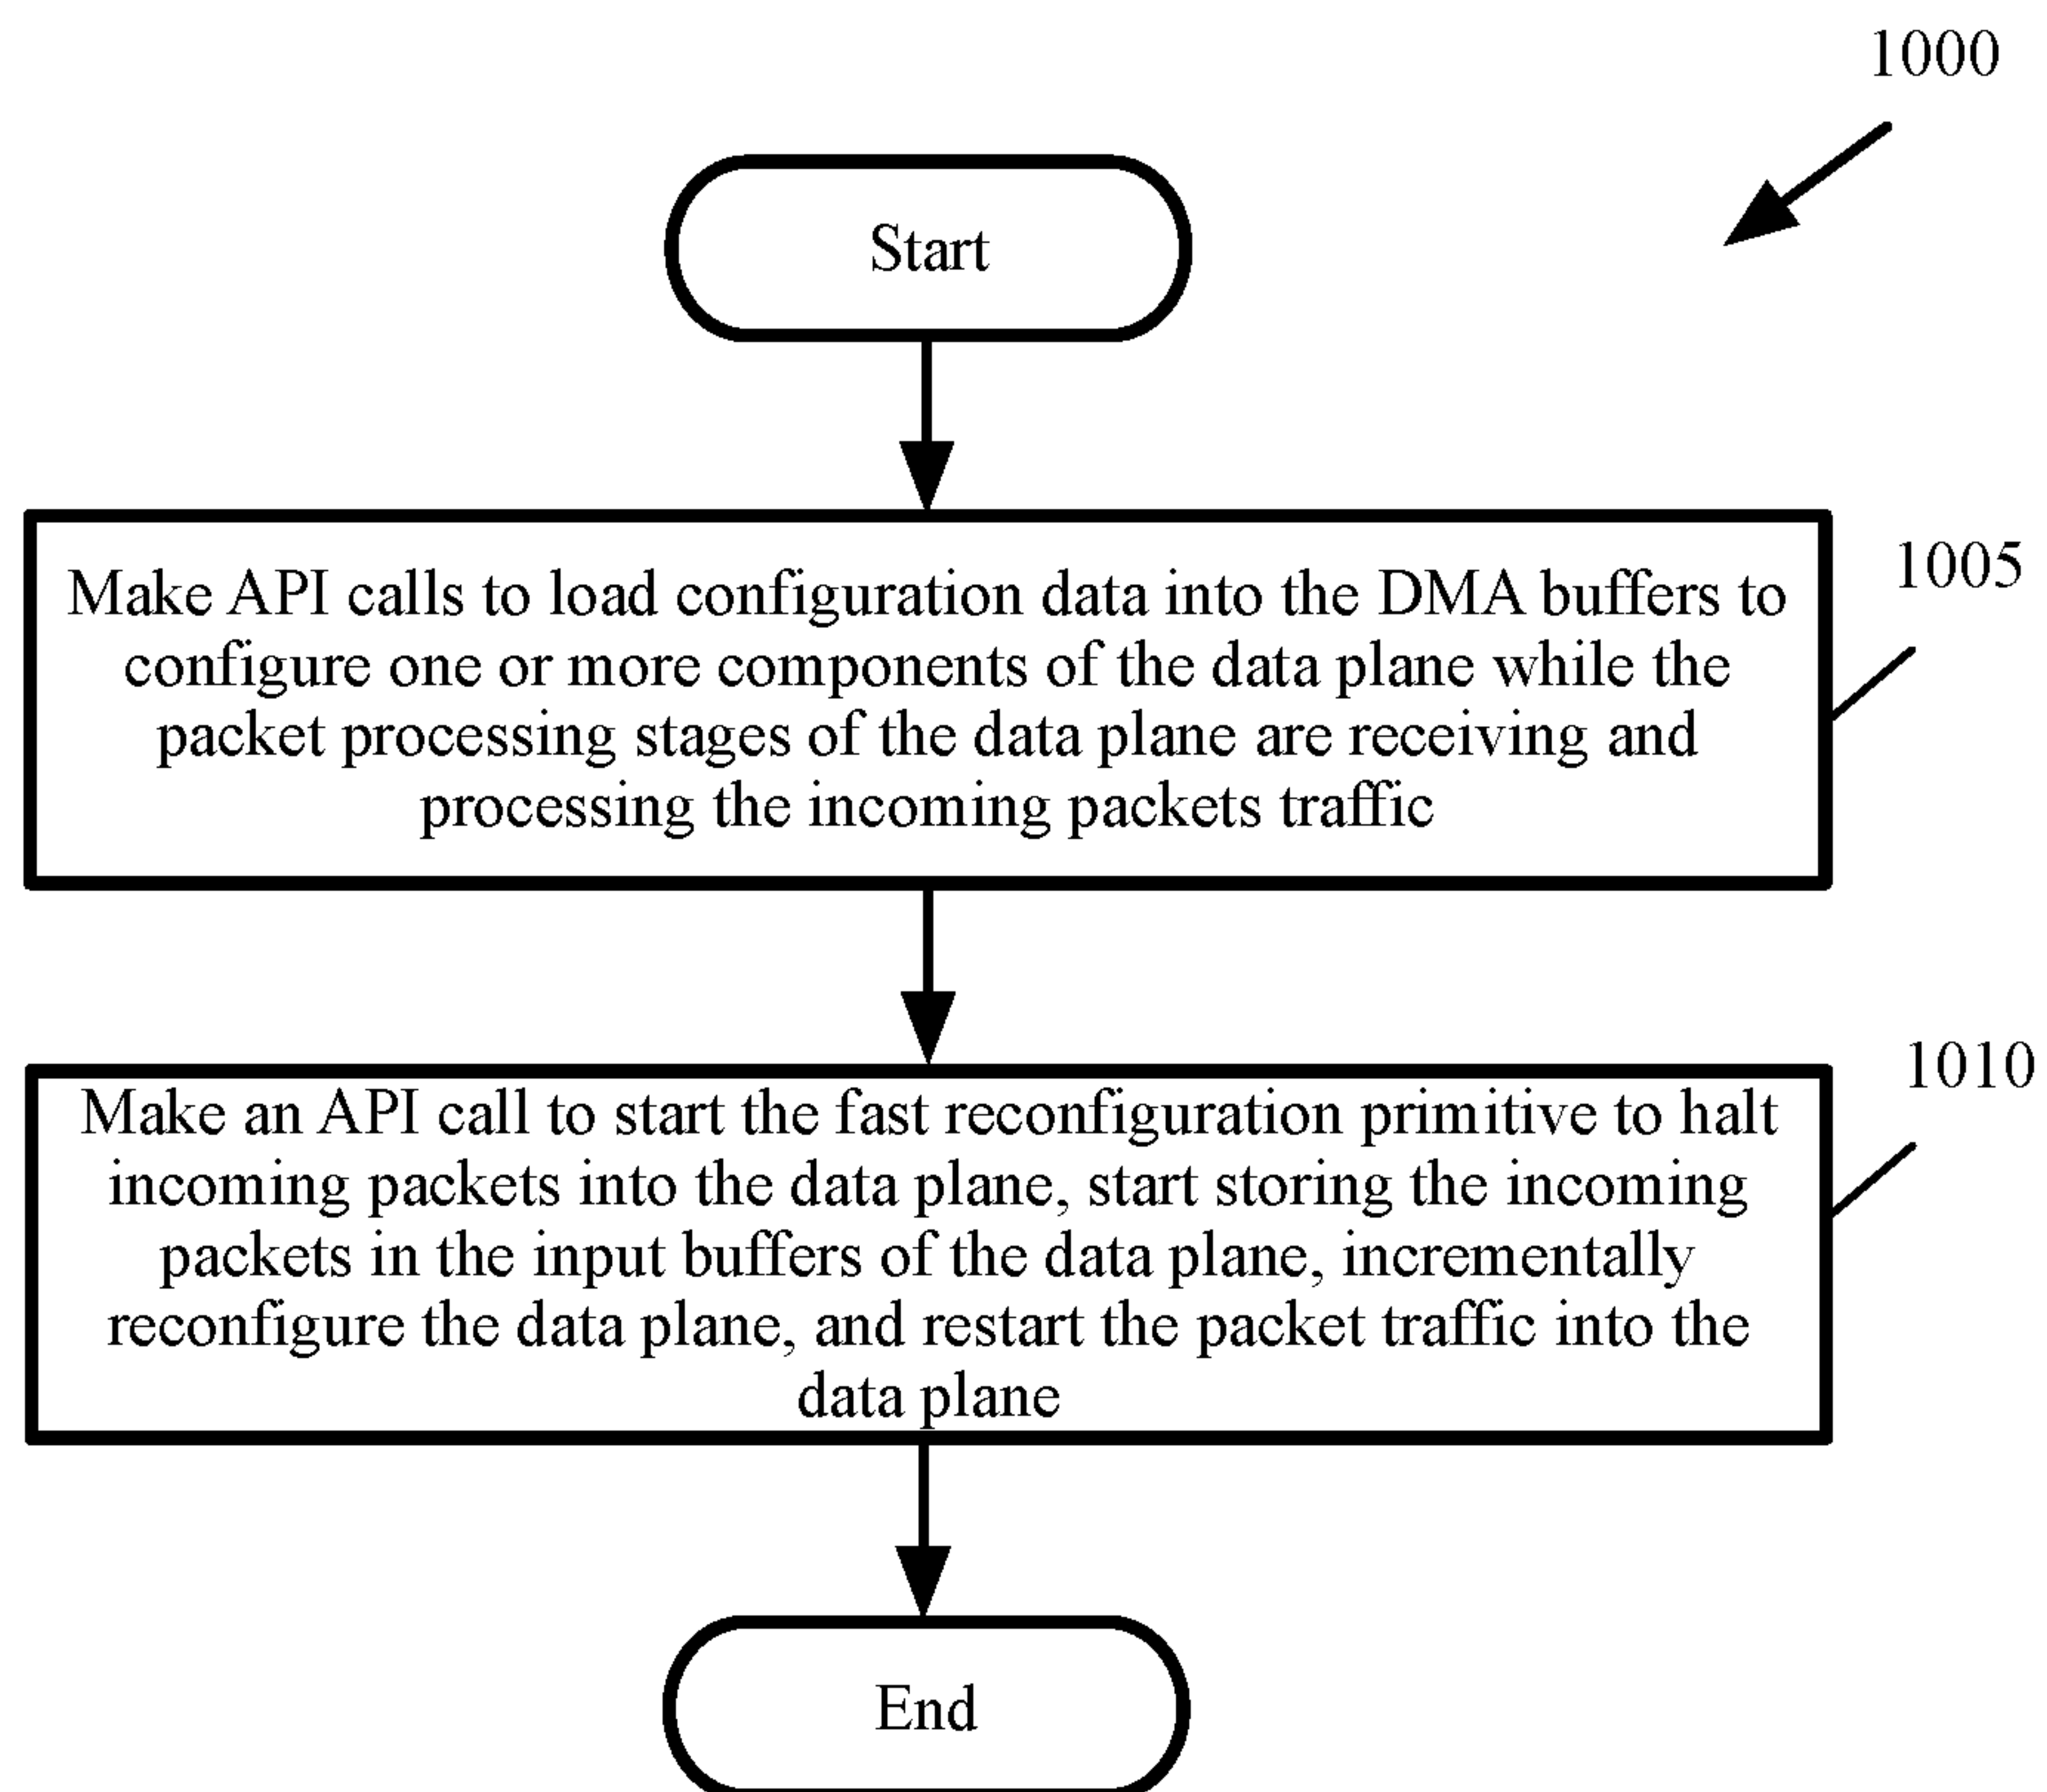 1000
Start
Make API calls to load configuration data into the DMA buffers to
configure one or more components of the data plane while the
packet processing stages of the data plane are receiving and
processing the incoming packets traffic
1005
Make an API call to start the fast reconfiguration primitive to halt
incoming packets into the data plane, start storing the incoming
packets in the input buffers of the data plane, incrementally
reconfigure the data plane, and restart the packet traffic into the
data plane
1010
End